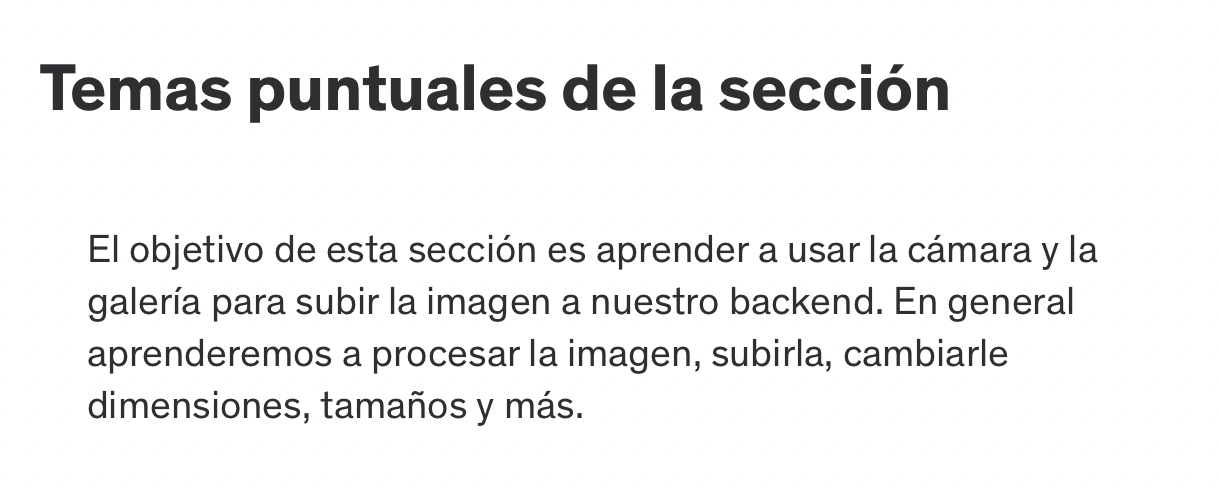 Temas puntuales de la sección
El objetivo de esta sección es aprender a usar la cámara y la
galería para subir la imagen a nuestro backend. En general
aprenderemos a procesar la imagen, subirla, cambiarle
dimensiones, tamaños y más.